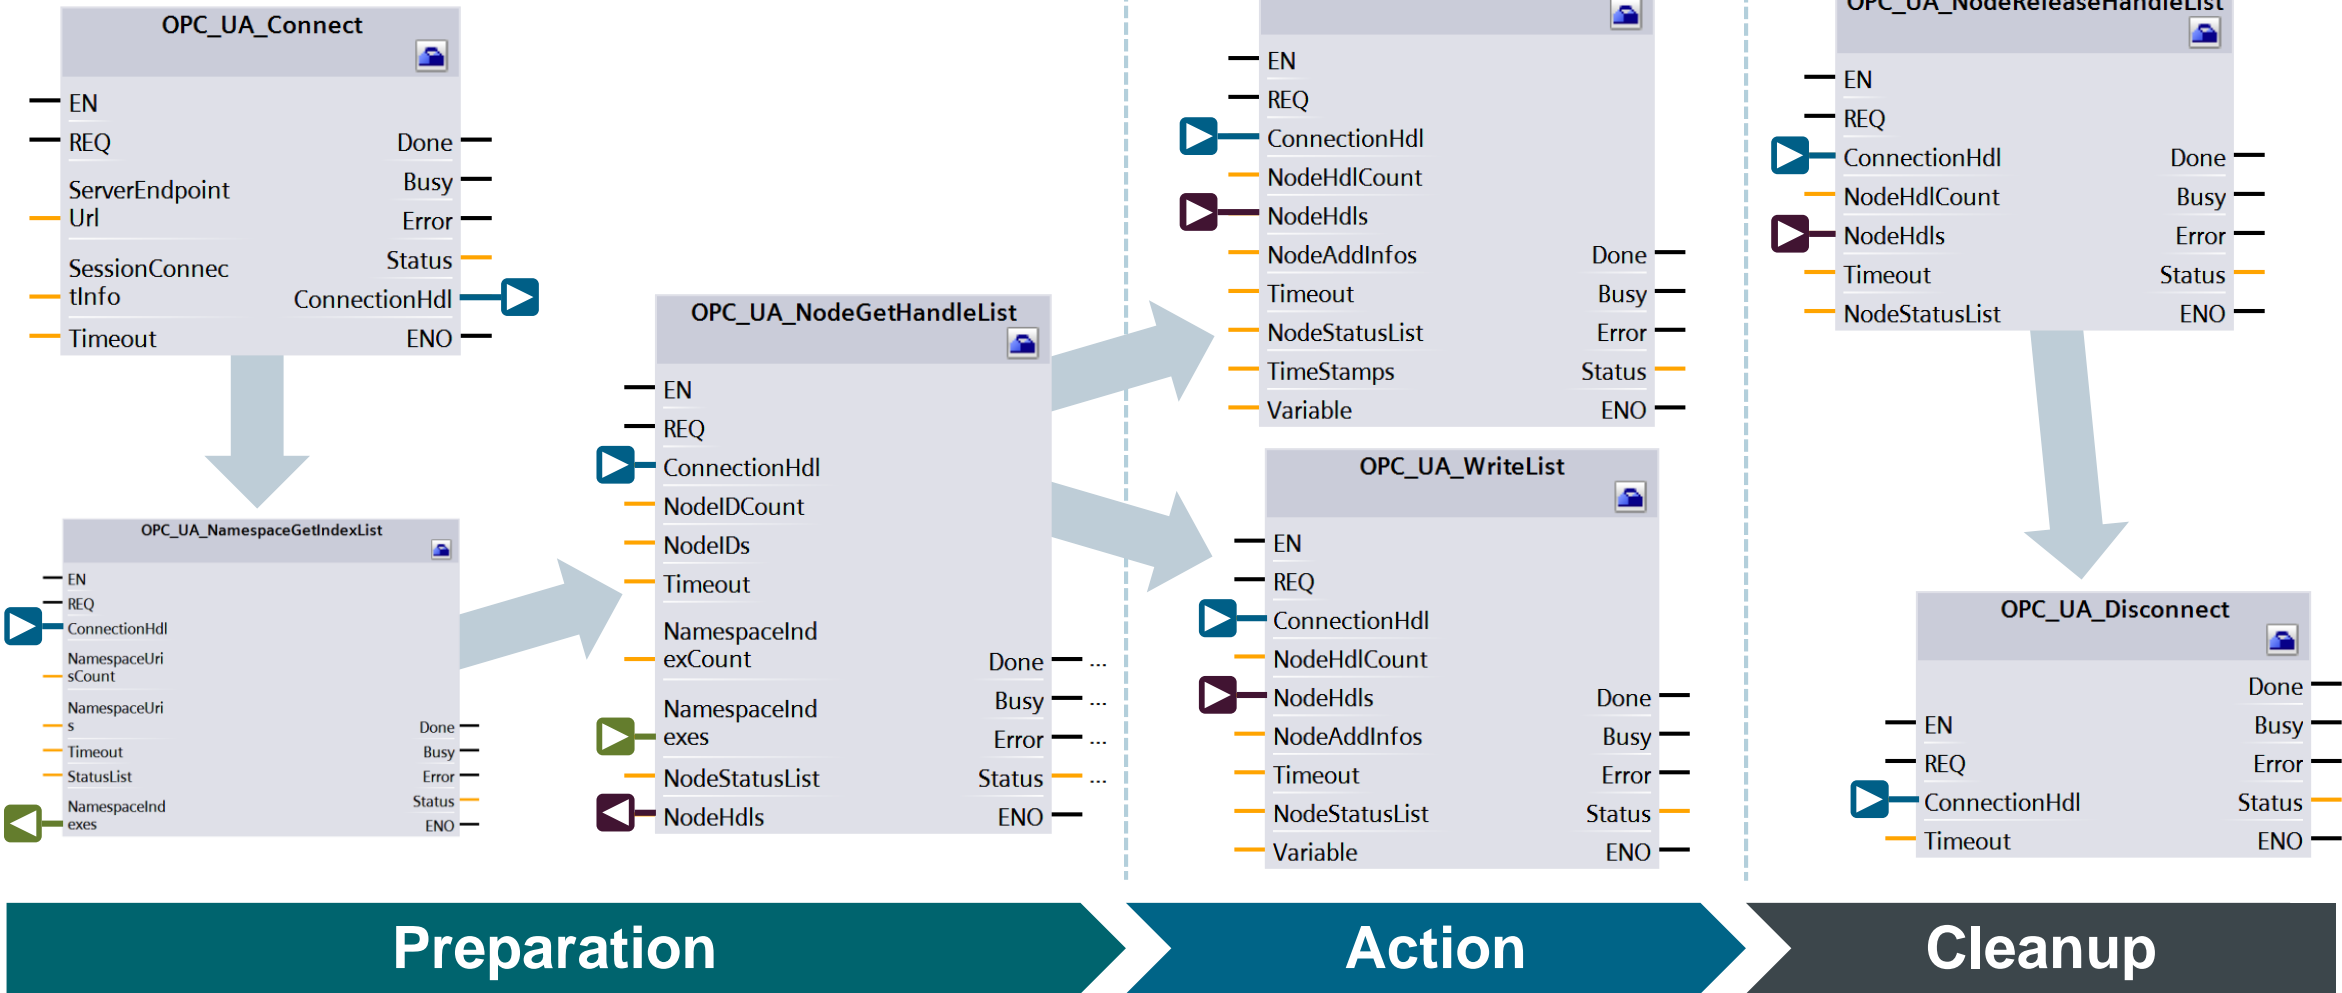 OPC_UA_Connect
EN
REQ
ServerEndpoint
Url
SessionConnec
tInfo
Timeout
Done
Busy
Error
Status
ConnectionHdl
ENO
OPC_UA_NamespaceGetIndexList
EN
REQ
ConnectionHdl
NamespaceUri
sCount
NamespaceUri
s
Timeout
StatusList
NamespaceInd
exes
Done
Busy
Error
Status
ENO
OPC_UA_NodeGetHandleList
EN
REQ
ConnectionHdl
NodeIDCount
NodeIDs
Timeout
NamespaceInd
exCount
NamespaceInd
exes
NodeStatusList
NodeHdls
Done ...
Busy ...
Error ...
Status ...
ENO
EN
REQ
ConnectionHdl
NodeHdlCount
NodeHdls
NodeAddInfos
Timeout
NodeStatusList
TimeStamps
Variable
Done
Busy
Error
Status
ENO
OPC_UA_WriteList
EN
REQ
ConnectionHdl
NodeHdlCount
NodeHdls
NodeAddInfos
Timeout
NodeStatusList
Variable
Done
Busy
Error
Status
ENO
OPC_UA_NodeReleaseHandleList
EN
REQ
ConnectionHdl
NodeHdlCount
NodeHdls
Timeout
NodeStatusList
Done
Busy
Error
Status
ENO
OPC_UA_Disconnect
EN
REQ
ConnectionHdl
Timeout
Done
Busy
Error
Status
ENO
Preparation
Action
Cleanup